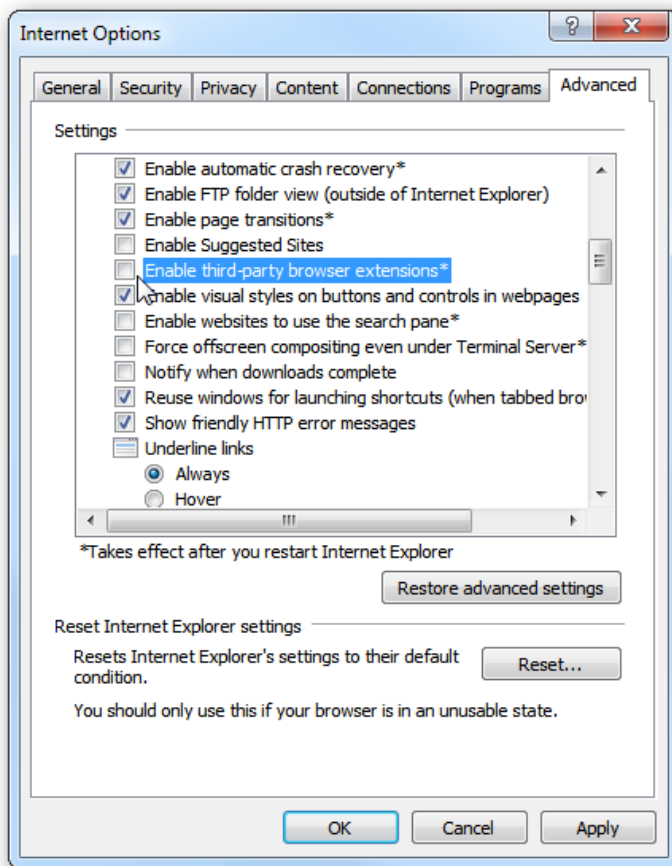 Internet Options
General Security Privacy Content Connections Programs Advanced
Settings
Enable automatic crash recovery*
Enable FTP folder view (outside of Internet Explorer)
Enable page transitions*
Enable Suggested Sites
Enable third-party browser extensions*
Enable visual styles on buttons and controls in webpages
Enable websites to use the search pane*
Force offscreen compositing even under Terminal Server*
Notify when downloads complete
Reuse windows for launching shortcuts (when tabbed bro
Show friendly HTTP error messages
Underline links
Always
Hover
*Takes effect after you restart Internet Explorer
Restore advanced settings
Reset Internet Explorer settings
Resets Internet Explorer's settings to their default
condition.
Reset...
You should only use this if your browser is in an unusable state.
OK Cancel Apply